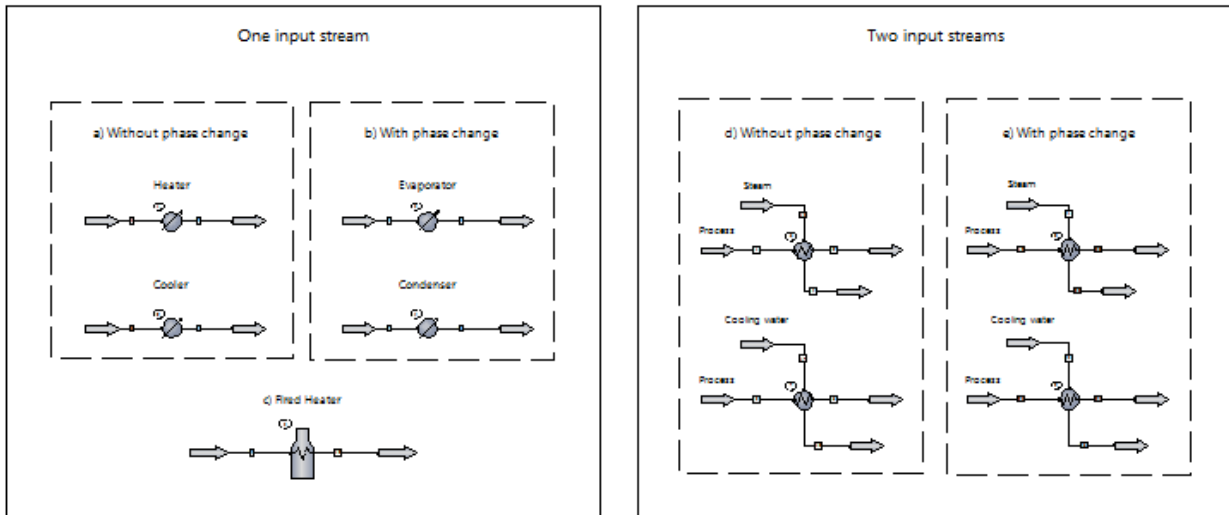 One input stream
a) Without phase change
Heater
Cooler
b) With phase change
Evaporator
Condenser
c) Fired Heater
Two input streams
d) Without phase change
Steam
Process
Cooling water
Process
e) With phase change
Steam
Process
Cooling water
Process